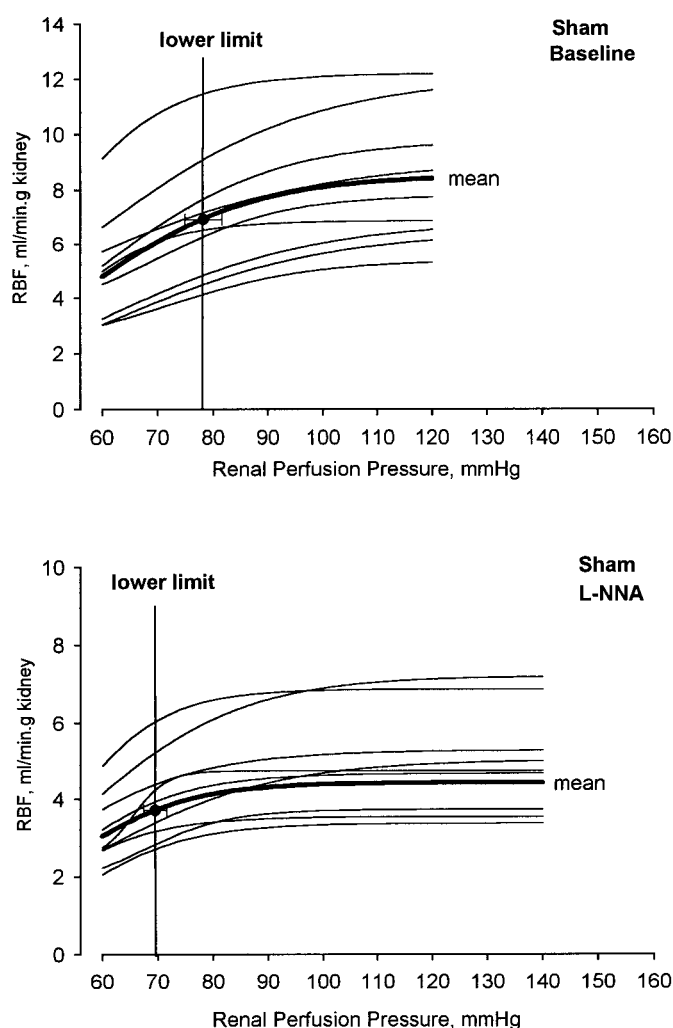 14
lower limit
Sham
Baseline
12
10
8
mean
6
4
2
0
RBF, ml/min.g kidney
60 70 80 90 100 110 120 130 140 150 160
Renal Perfusion Pressure, mmHg
10
Sham
lower limit
L-NNA
8
6
4
mean
2
0
RBF, ml/min.g kidney
60 70 80 90 100 110 120 130 140 150 160
Renal Perfusion Pressure, mmHg